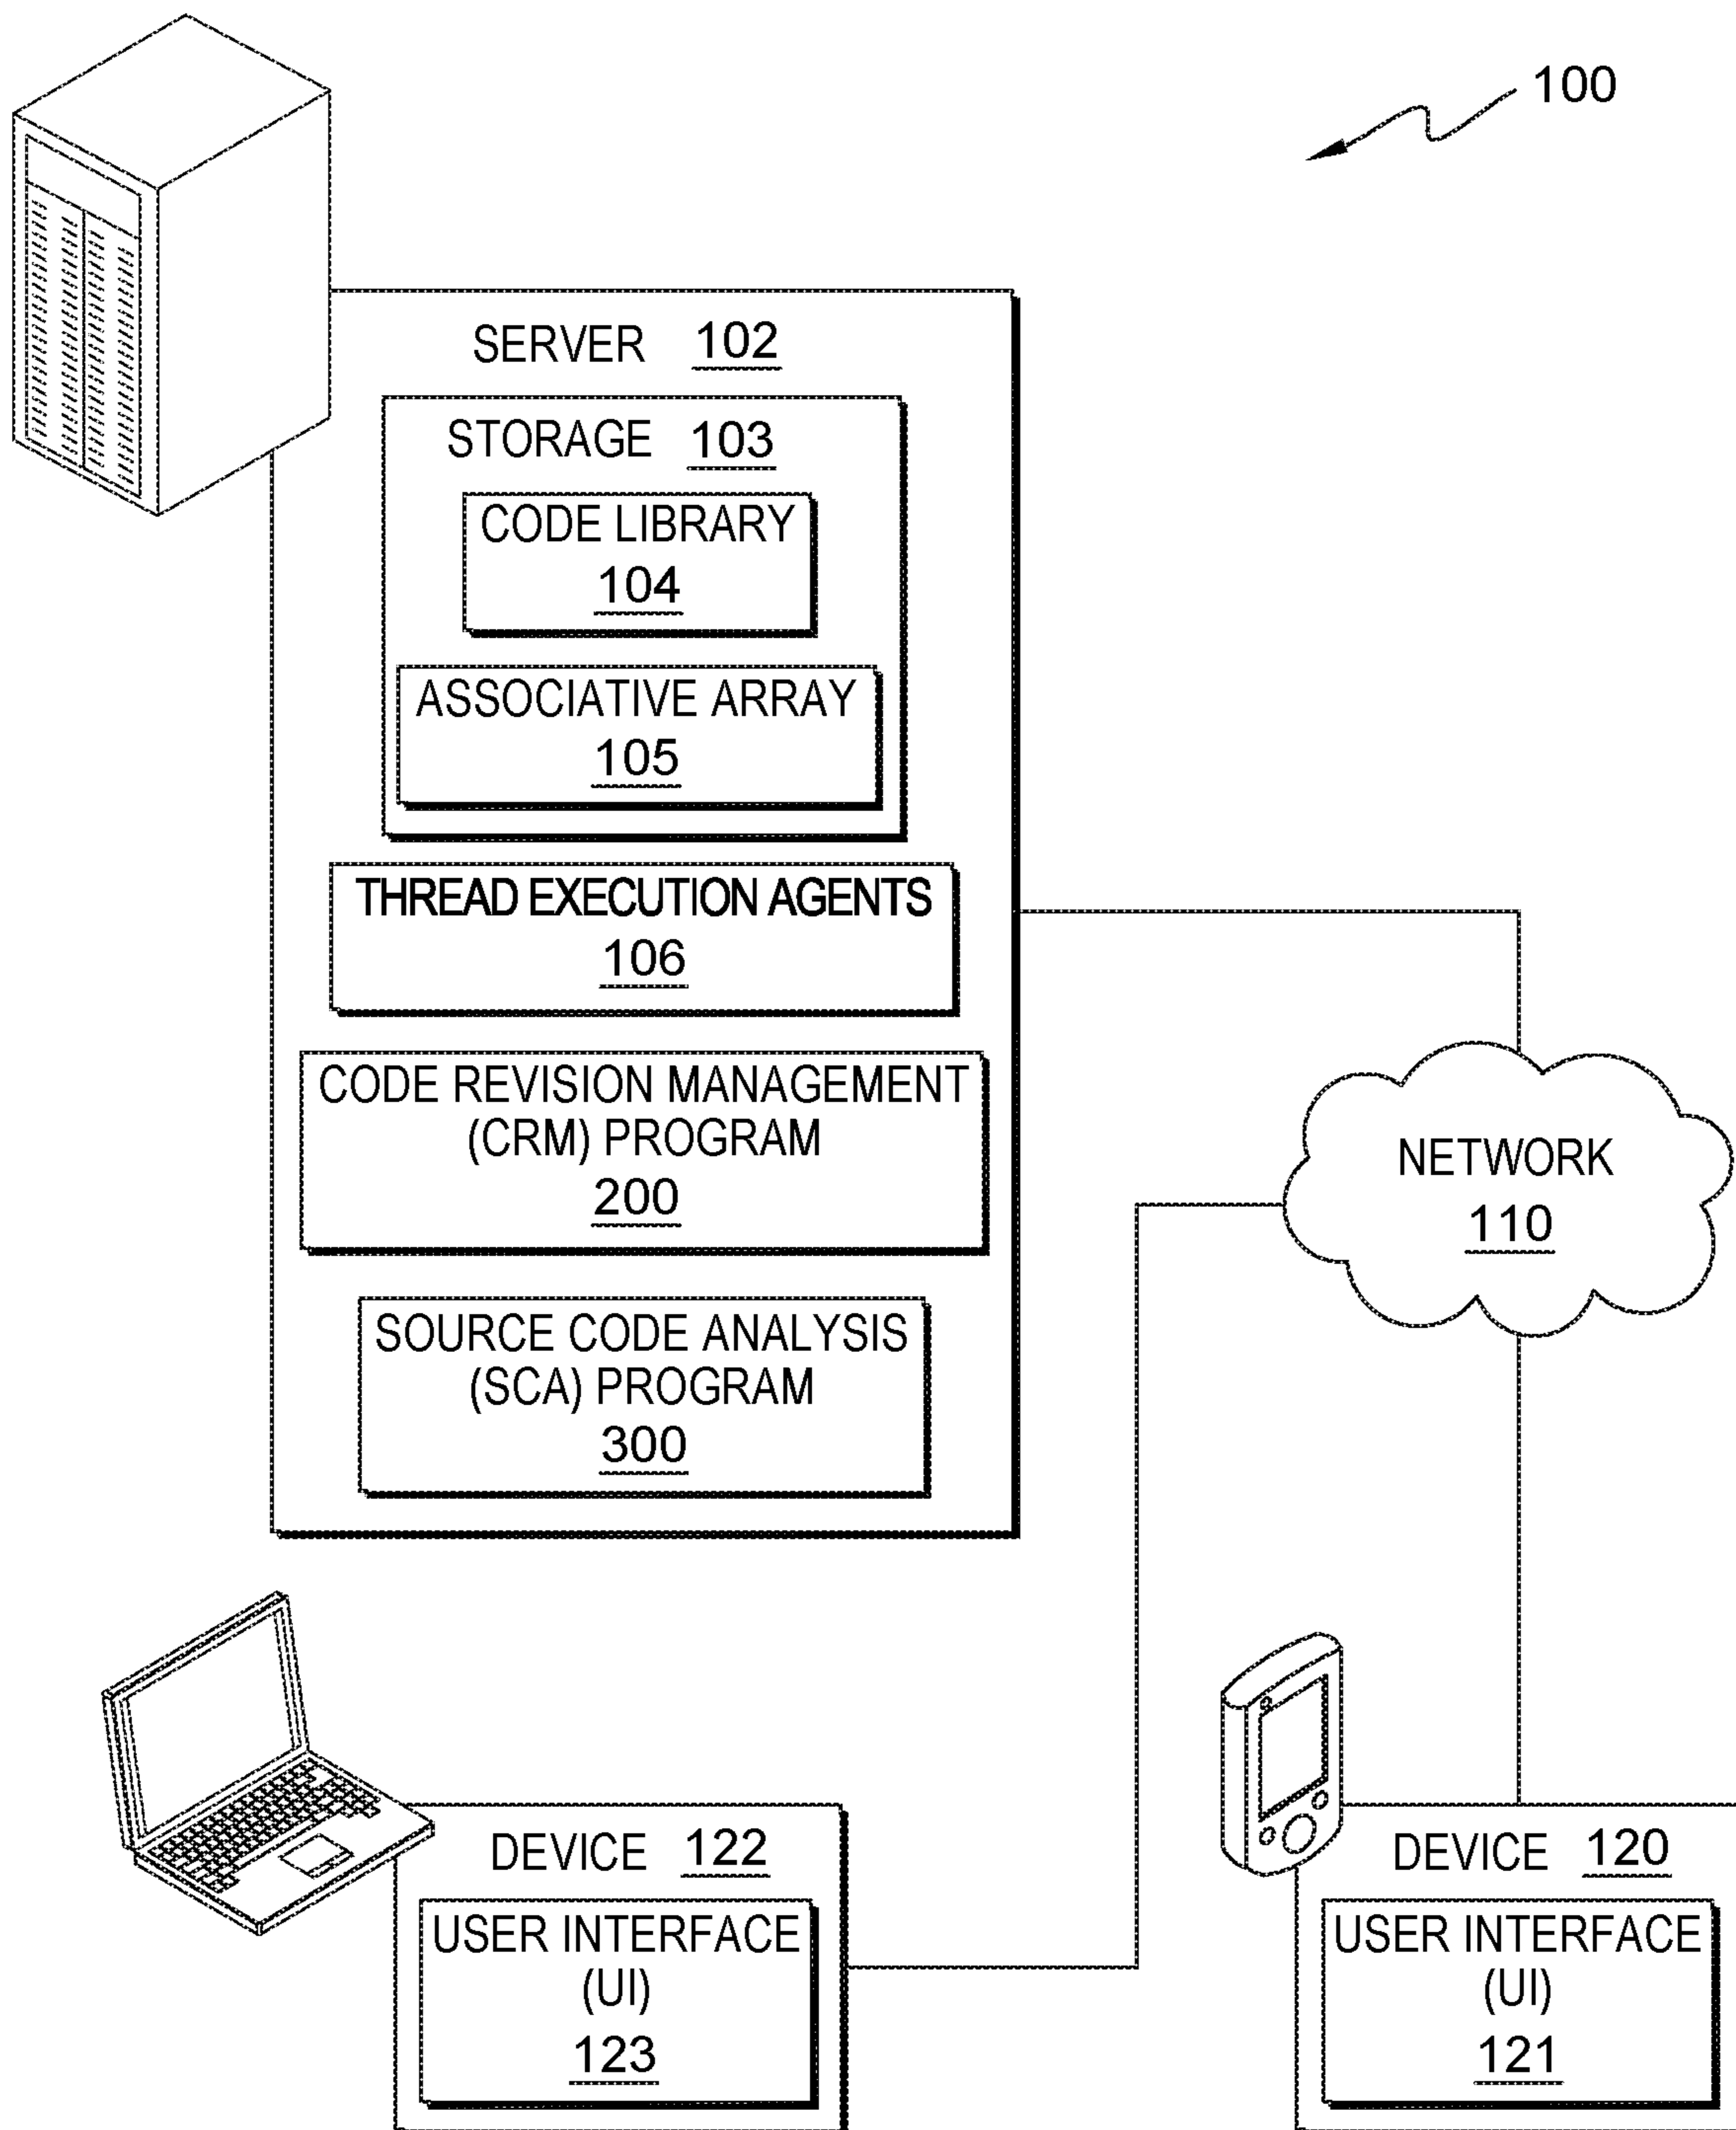 100
SERVER 102
STORAGE 103
CODE LIBRARY
104
ASSOCIATIVE ARRAY
105
THREAD EXECUTION AGENTS
106
CODE REVISION MANAGEMENT
(CRM) PROGRAM
200
SOURCE CODE ANALYSIS
(SCA) PROGRAM
300
NETWORK
110
DEVICE 122
USER INTERFACE
(UI)
123
DEVICE 120
USER INTERFACE
(UI)
121